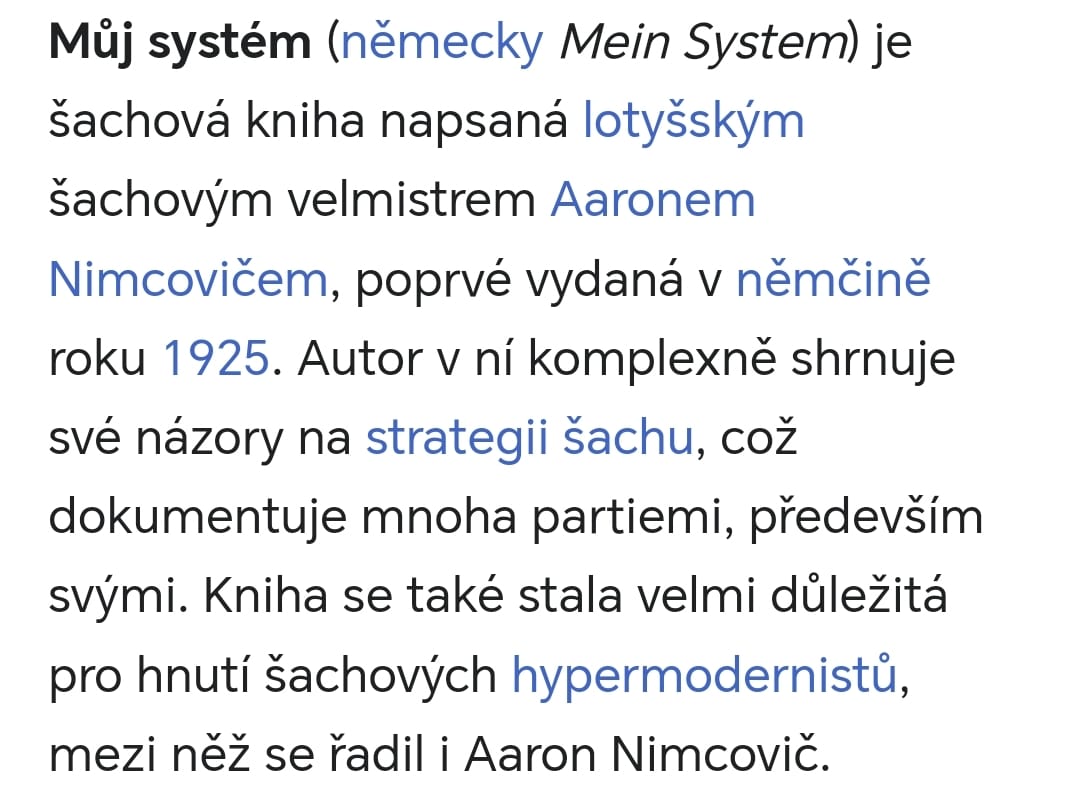 Můj systém (německy Mein System) je
šachová kniha napsaná lotyšským
šachovým velmistrem Aaronem
Nimcovičem, poprvé vydaná v němčině
roku 1925. Autor v ní komplexně shrnuje
své názory na strategii šachu, což
dokumentuje mnoha partiemi, především
svými. Kniha se také stala velmi důležitá
pro hnutí šachových hypermodernistů,
mezi něž se řadil i Aaron Nimcovič.